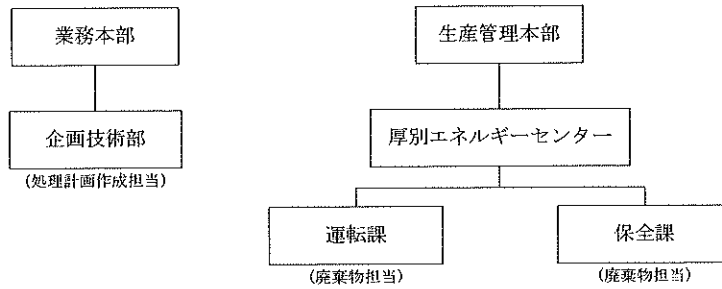 業務本部
企画技術部
(処理計画作成担当)
生産管理本部
厚別エネルギーセンター
運転課
(廃棄物担当)
保全課
(廃棄物担当)